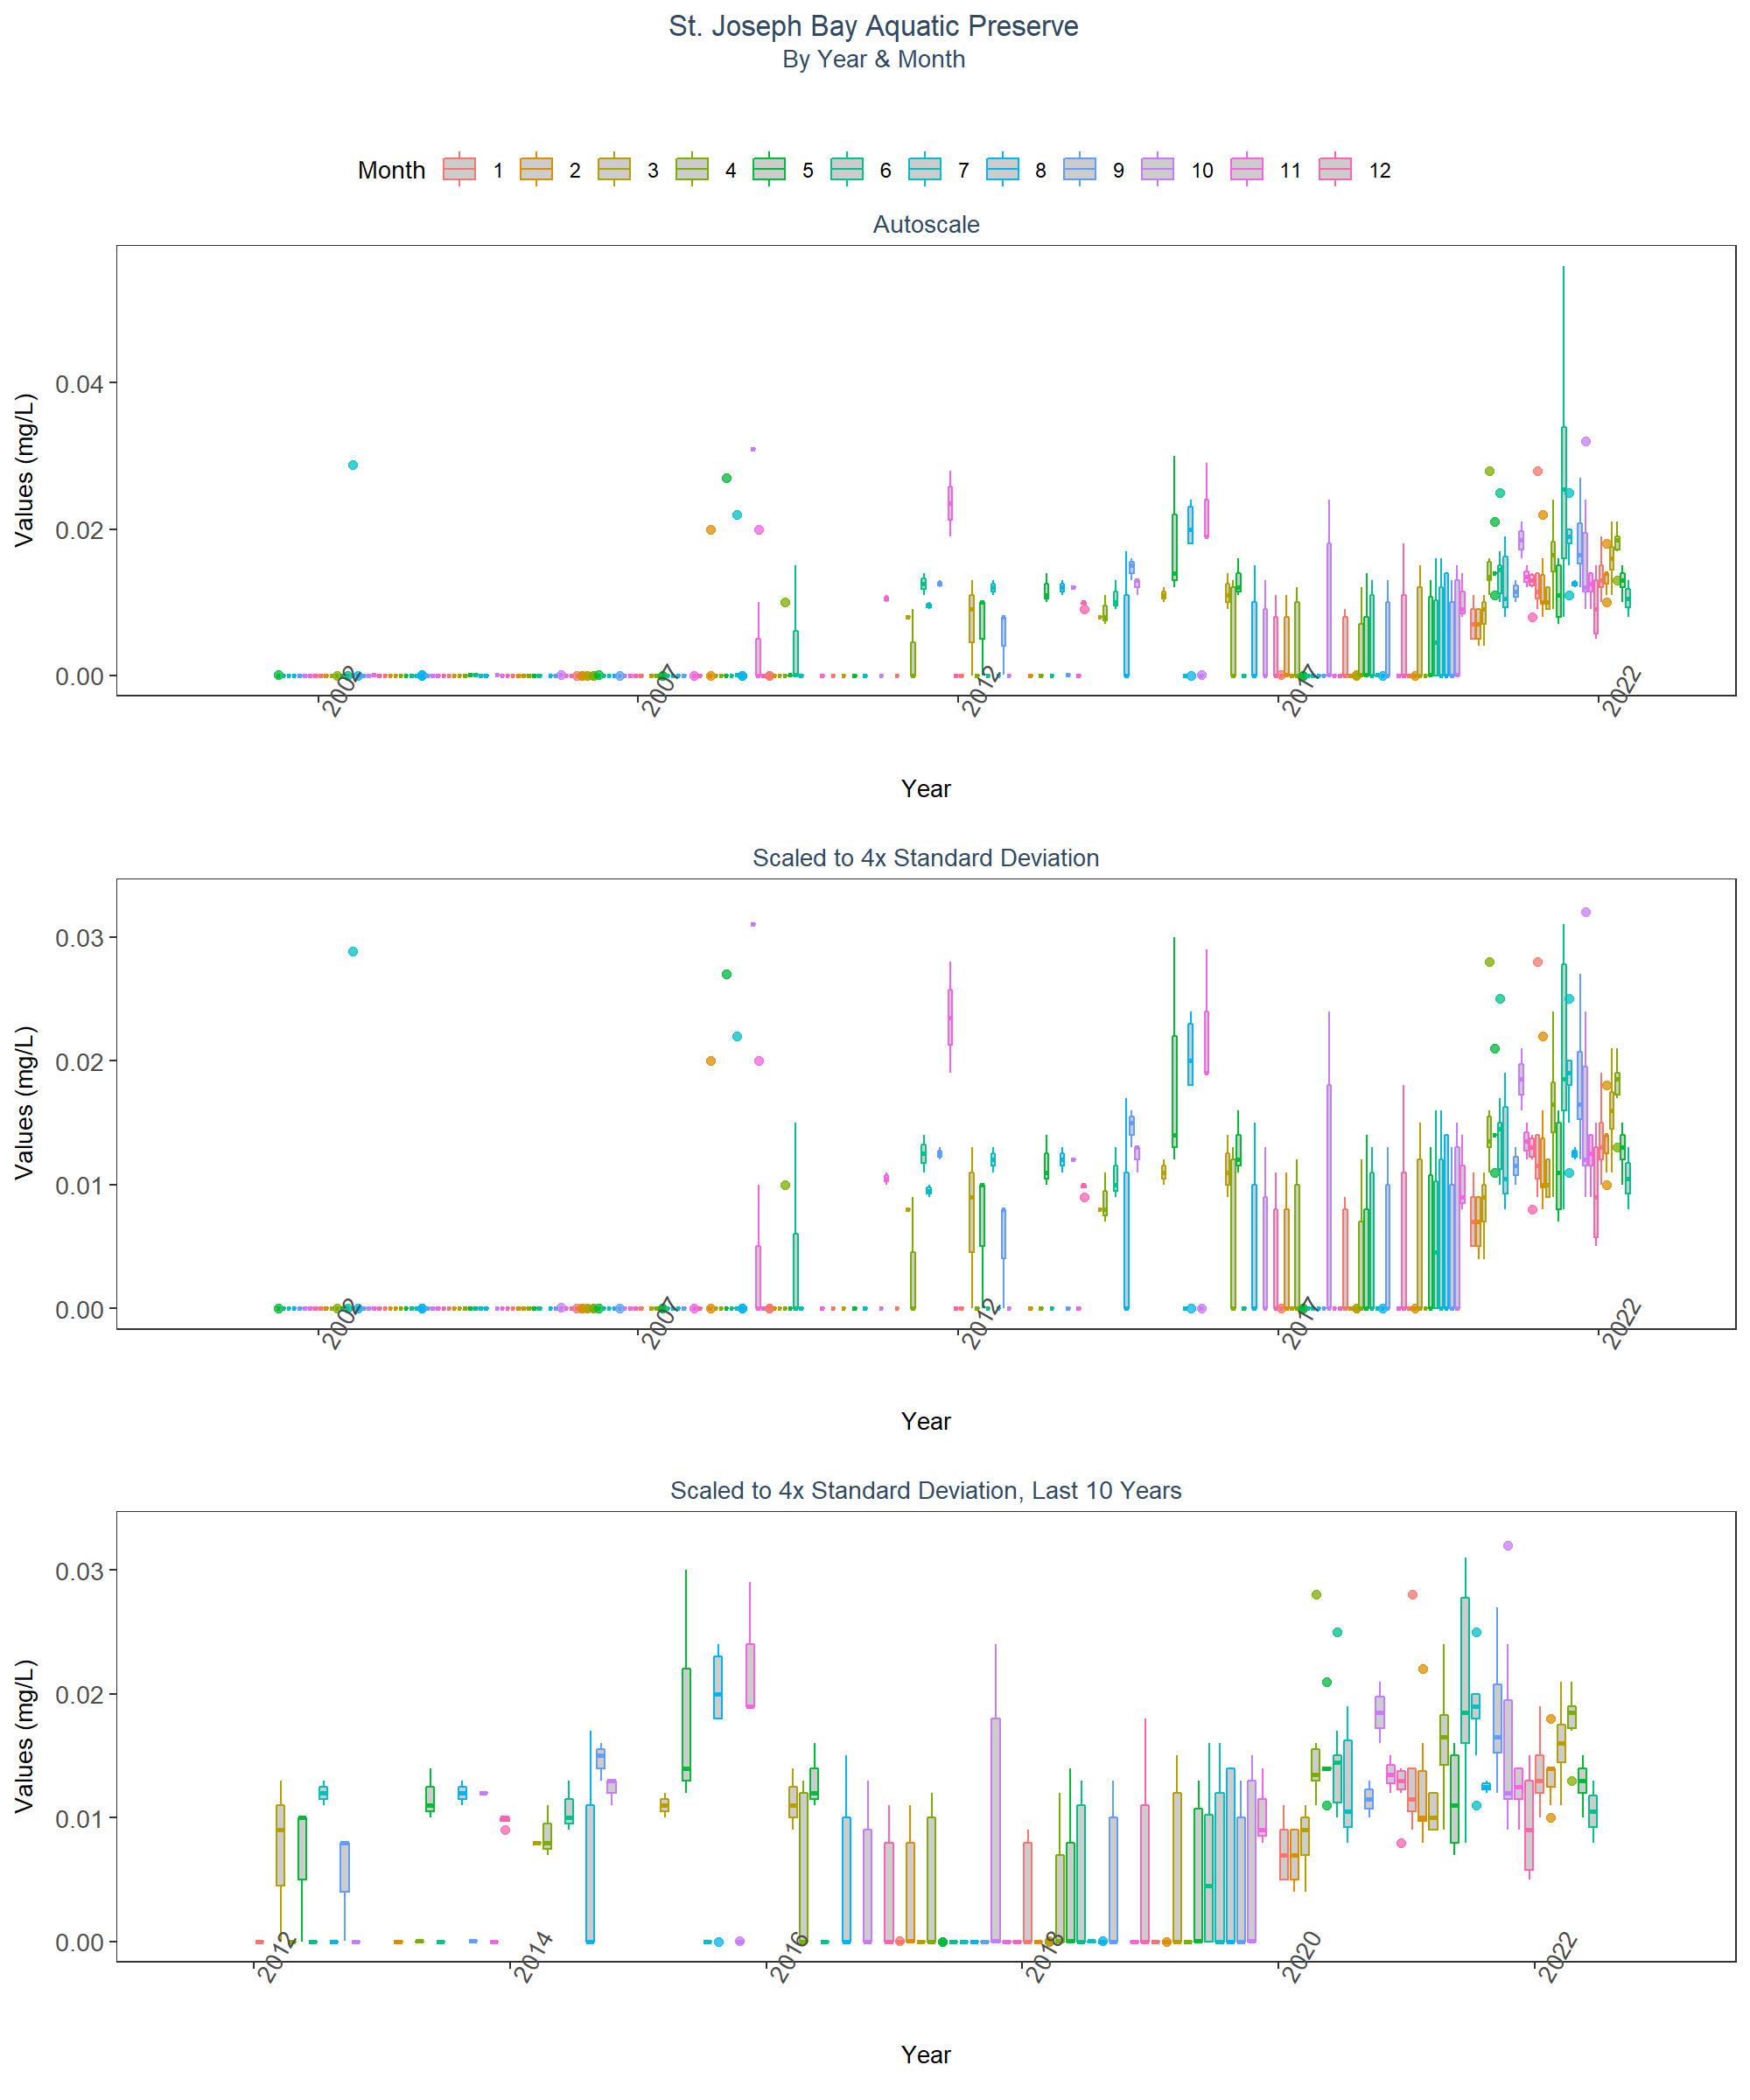 St. Joseph Bay Aquatic Preserve
By Year & Month
Month 1 2 3 4 5 6 7 8 9 10 11 12
Autoscale
Values (mg/L)
0.04
0.02
0.00
2002 2007 2012 2017 2022
Year
Scaled to 4x Standard Deviation
Values (mg/L)
0.03
0.02
0.01
0.00
2002 2007 2012 2017 2022
Year
Scaled to 4x Standard Deviation, Last 10 Years
Values (mg/L)
0.03
0.02
0.01
0.00
2012 2014 2016 2018 2020 2022
Year